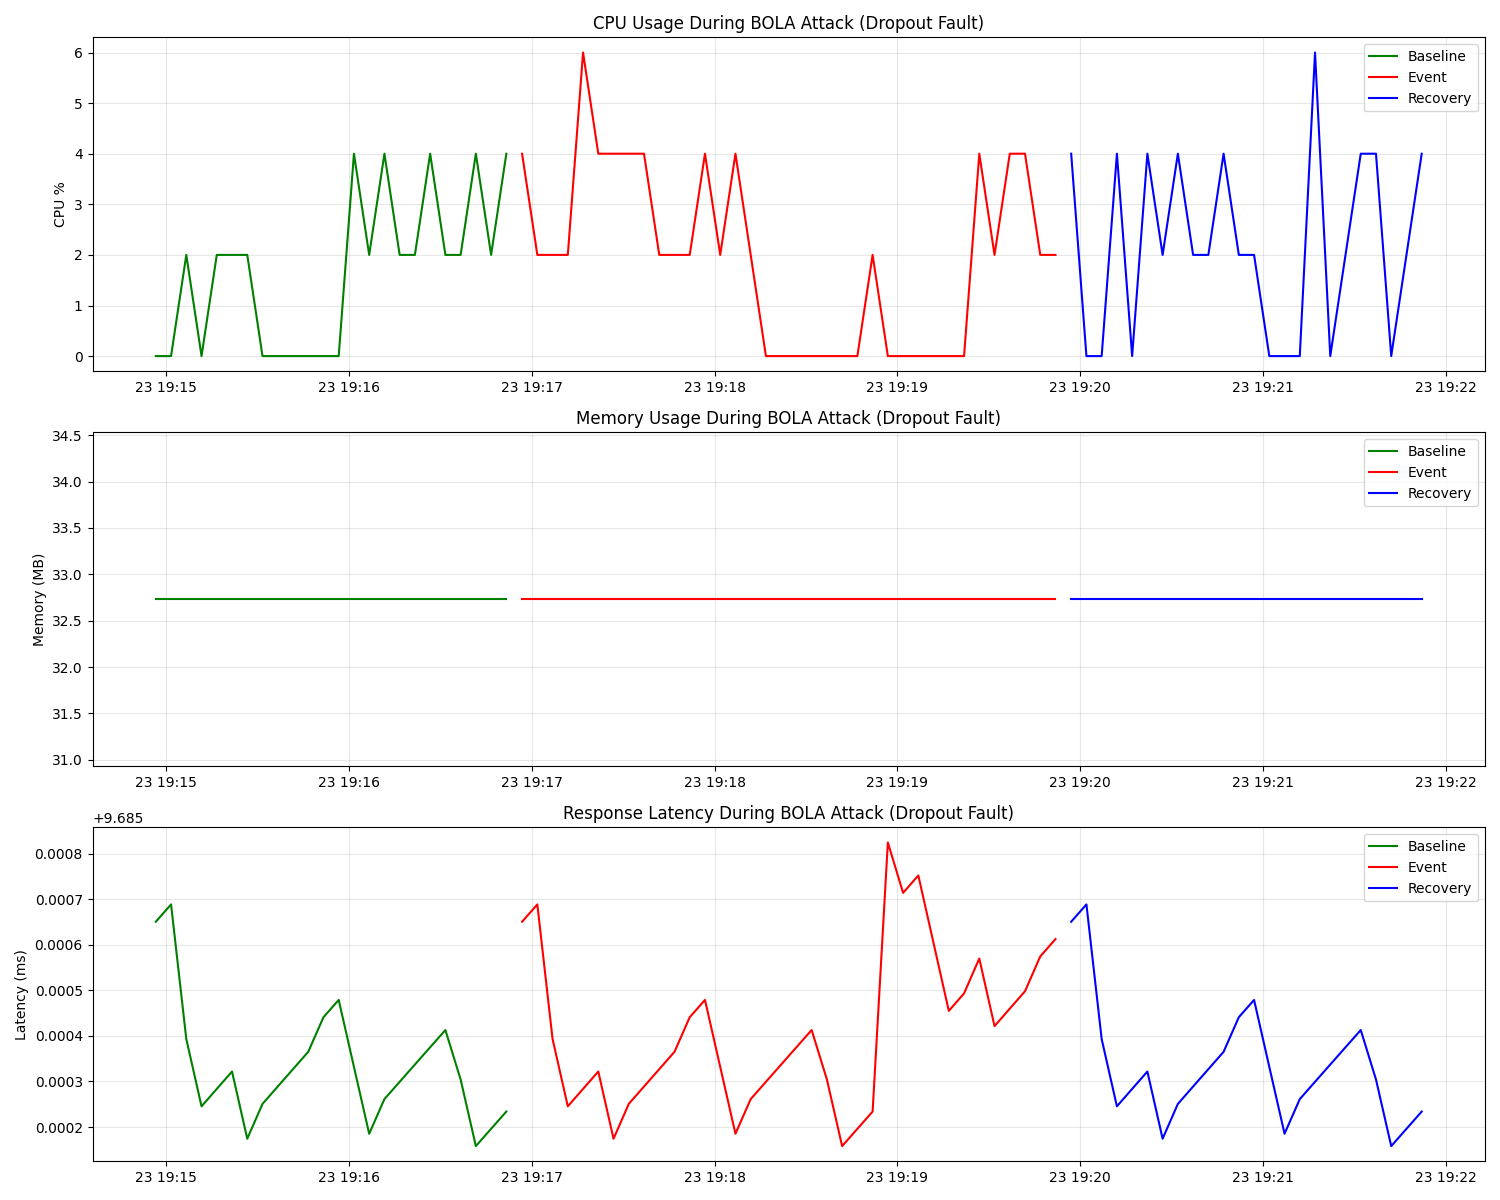 CPU Usage During BOLA Attack (Dropout Fault)
CPU %
6
5
4
3
2
1
0
Baseline
Event
Recovery
23 19:15 23 19:16 23 19:17 23 19:18 23 19:19 23 19:20 23 19:21 23 19:22
Memory Usage During BOLA Attack (Dropout Fault)
Memory (MB)
34.5
34.0
33.5
33.0
32.5
32.0
31.5
31.0
Baseline
Event
Recovery
23 19:15 23 19:16 23 19:17 23 19:18 23 19:19 23 19:20 23 19:21 23 19:22
Response Latency During BOLA Attack (Dropout Fault)
+9.685
Latency (ms)
0.0008
0.0007
0.0006
0.0005
0.0004
0.0003
0.0002
Baseline
Event
Recovery
23 19:15 23 19:16 23 19:17 23 19:18 23 19:19 23 19:20 23 19:21 23 19:22